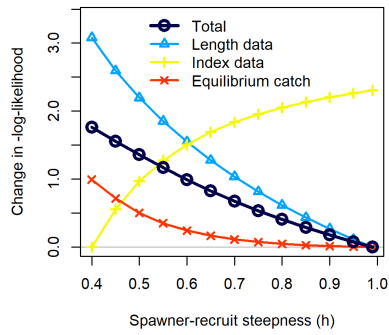 Total
Length data
Index data
Equilibrium catch
Change in -log-likelihood
3.0
2.0
1.0
0.0
0.4 0.5 0.6 0.7 0.8 0.9 1.0
Spawner-recruit steepness (h)